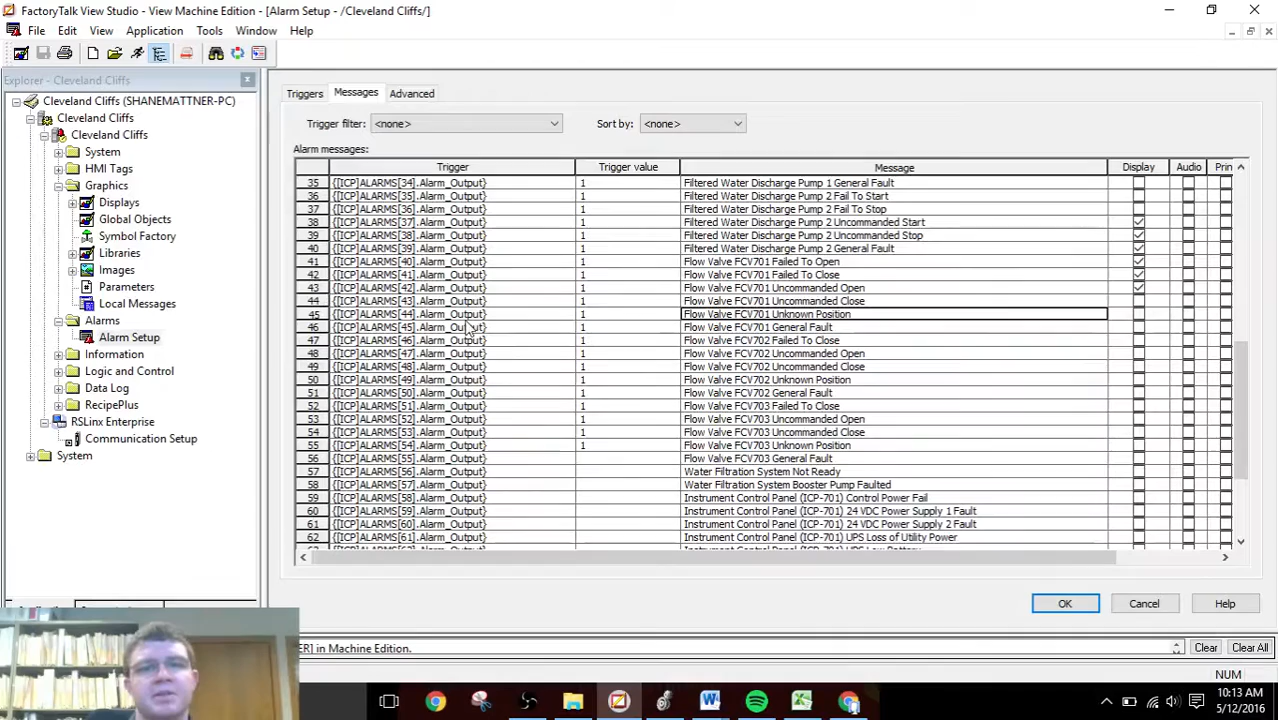 FactoryTalk View Studio - View Machine Edition - [Alarm Setup - /Cleveland Cliffs/]
File Edit View Application Tools Window Help
Explorer - Cleveland Cliffs
Cleveland Cliffs (SHANEMATTNER-PC)
Cleveland Cliffs
Cleveland Cliffs
System
HMI Tags
Graphics
Displays
Global Objects
Symbol Factory
Libraries
Images
Parameters
Local Messages
Alarms
Alarm Setup
Information
Logic and Control
Data Log
RecipePlus
RSLinx Enterprise
Communication Setup
System
Triggers Messages Advanced
Trigger filter: <none> Sort by: <none>
Alarm messages:
Trigger Trigger value Message Display Audio Prin
35 {[ICP]ALARMS[34].Alarm_Output} 1 Filtered Water Discharge Pump 1 General Fault
36 {[ICP]ALARMS[35].Alarm_Output} 1 Filtered Water Discharge Pump 2 Fail To Start
37 {[ICP]ALARMS[36].Alarm_Output} 1 Filtered Water Discharge Pump 2 Fail To Stop
38 {[ICP]ALARMS[37].Alarm_Output} 1 Filtered Water Discharge Pump 2 Uncommanded Start
39 {[ICP]ALARMS[38].Alarm_Output} 1 Filtered Water Discharge Pump 2 Uncommanded Stop
40 {[ICP]ALARMS[39].Alarm_Output} 1 Filtered Water Discharge Pump 2 General Fault
41 {[ICP]ALARMS[40].Alarm_Output} 1 Flow Valve FCV701 Failed To Open
42 {[ICP]ALARMS[41].Alarm_Output} 1 Flow Valve FCV701 Failed To Close
43 {[ICP]ALARMS[42].Alarm_Output} 1 Flow Valve FCV701 Uncommanded Open
44 {[ICP]ALARMS[43].Alarm_Output} 1 Flow Valve FCV701 Uncommanded Close
45 {[ICP]ALARMS[44].Alarm_Output} 1 Flow Valve FCV701 Unknown Position
46 {[ICP]ALARMS[45].Alarm_Output} 1 Flow Valve FCV701 General Fault
47 {[ICP]ALARMS[46].Alarm_Output} 1 Flow Valve FCV702 Failed To Close
48 {[ICP]ALARMS[47].Alarm_Output} 1 Flow Valve FCV702 Uncommanded Open
49 {[ICP]ALARMS[48].Alarm_Output} 1 Flow Valve FCV702 Uncommanded Close
50 {[ICP]ALARMS[49].Alarm_Output} 1 Flow Valve FCV702 Unknown Position
51 {[ICP]ALARMS[50].Alarm_Output} 1 Flow Valve FCV702 General Fault
52 {[ICP]ALARMS[51].Alarm_Output} 1 Flow Valve FCV703 Failed To Close
53 {[ICP]ALARMS[52].Alarm_Output} 1 Flow Valve FCV703 Uncommanded Open
54 {[ICP]ALARMS[53].Alarm_Output} 1 Flow Valve FCV703 Uncommanded Close
55 {[ICP]ALARMS[54].Alarm_Output} 1 Flow Valve FCV703 Unknown Position
56 {[ICP]ALARMS[55].Alarm_Output} Flow Valve FCV703 General Fault
57 {[ICP]ALARMS[56].Alarm_Output} Water Filtration System Not Ready
58 {[ICP]ALARMS[57].Alarm_Output} Water Filtration System Booster Pump Faulted
59 {[ICP]ALARMS[58].Alarm_Output} Instrument Control Panel (ICP-701) Control Power Fail
60 {[ICP]ALARMS[59].Alarm_Output} Instrument Control Panel (ICP-701) 24 VDC Power Supply 1 Fault
61 {[ICP]ALARMS[60].Alarm_Output} Instrument Control Panel (ICP-701) 24 VDC Power Supply 2 Fault
62 {[ICP]ALARMS[61].Alarm_Output} Instrument Control Panel (ICP-701) UPS Loss of Utility Power
OK Cancel Help
ER] in Machine Edition. Clear Clear All
NUM
10:13 AM
5/12/2016